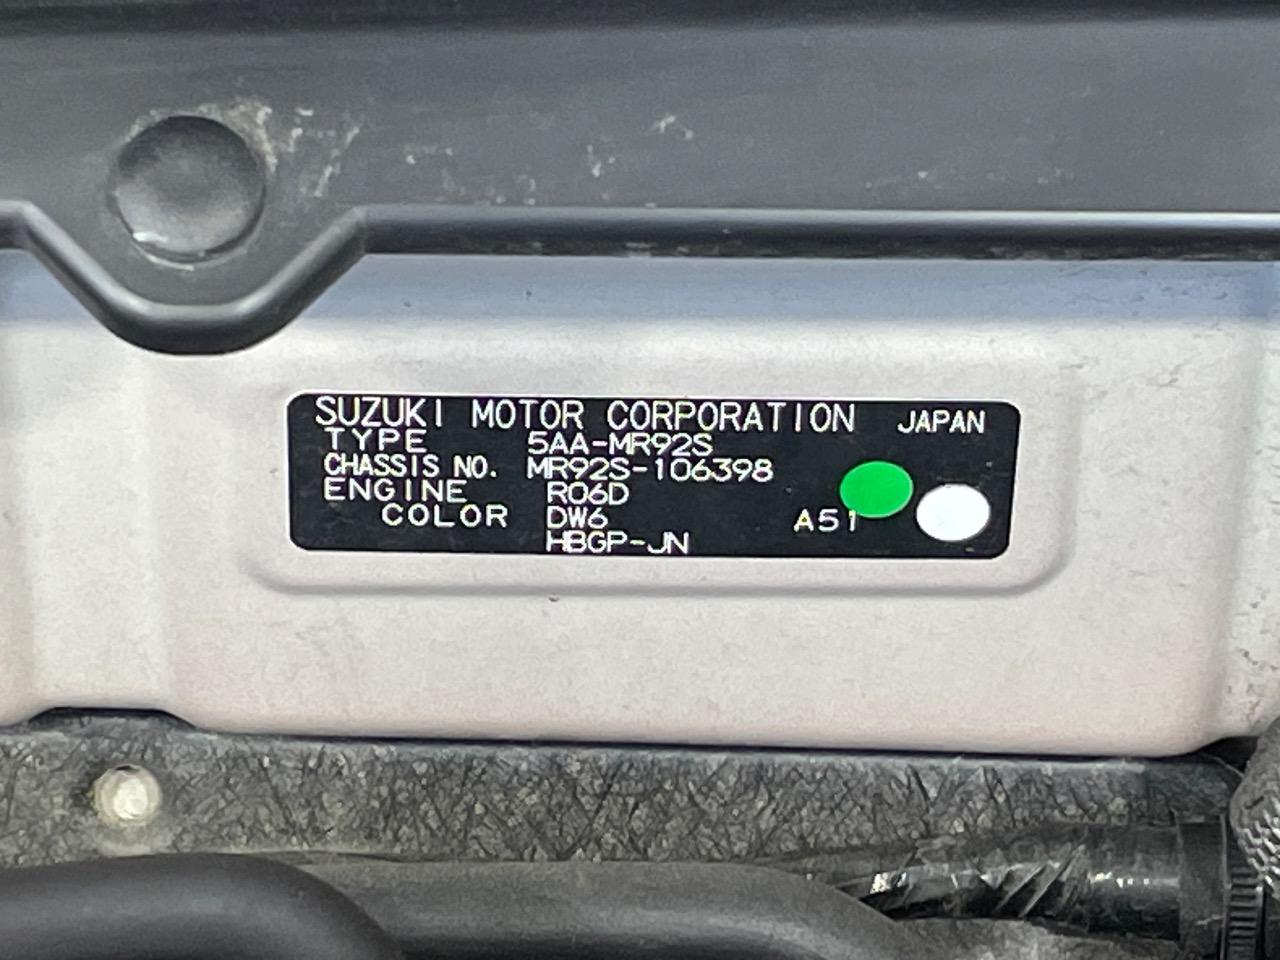 SUZUKI MOTOR CORPORATION JAPAN
TYPE 5AA-MR92S
CHASSIS NO. MR92S-106398
ENGINE R06D
COLOR DW6 A51
HBGP-JN